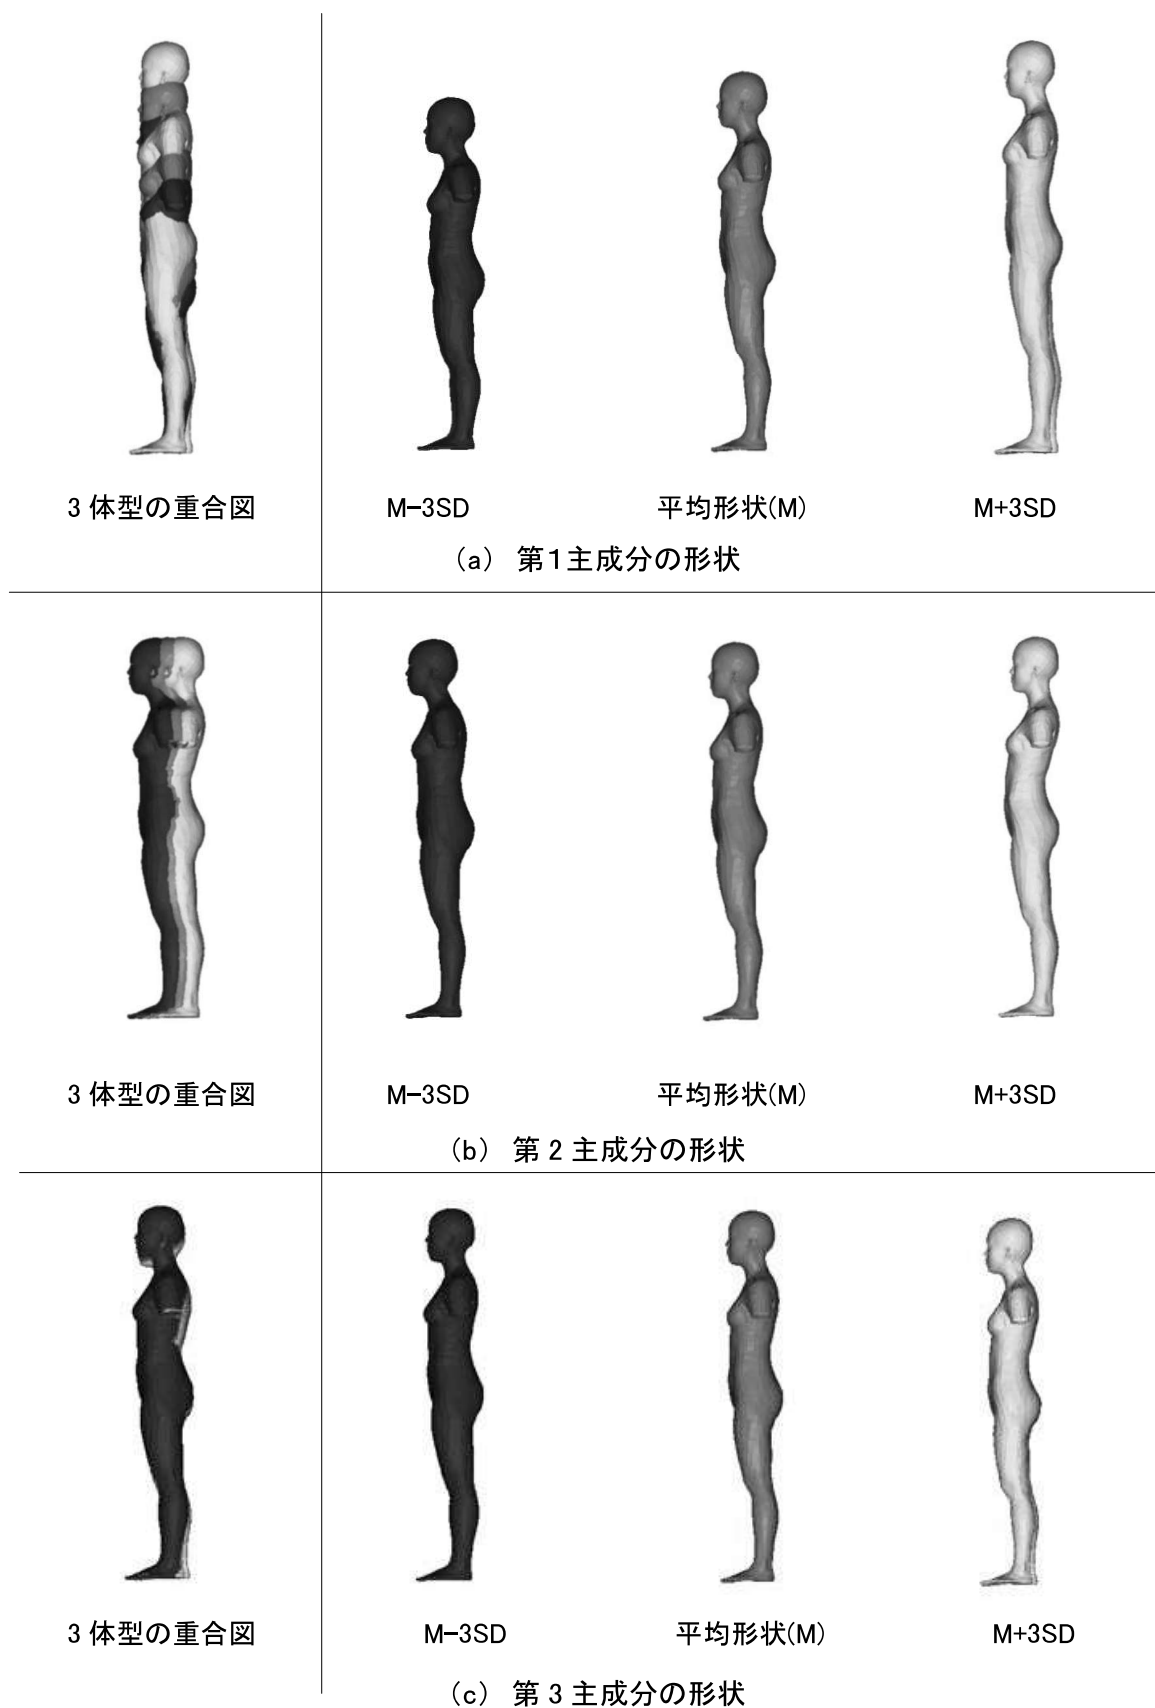 3 体型の重合図 M-3SD 平均形状(M) M+3SD
(a) 第1主成分の形状
3 体型の重合図 M-3SD 平均形状(M) M+3SD
(b) 第 2 主成分の形状
3 体型の重合図 M-3SD 平均形状(M) M+3SD
(c) 第 3 主成分の形状